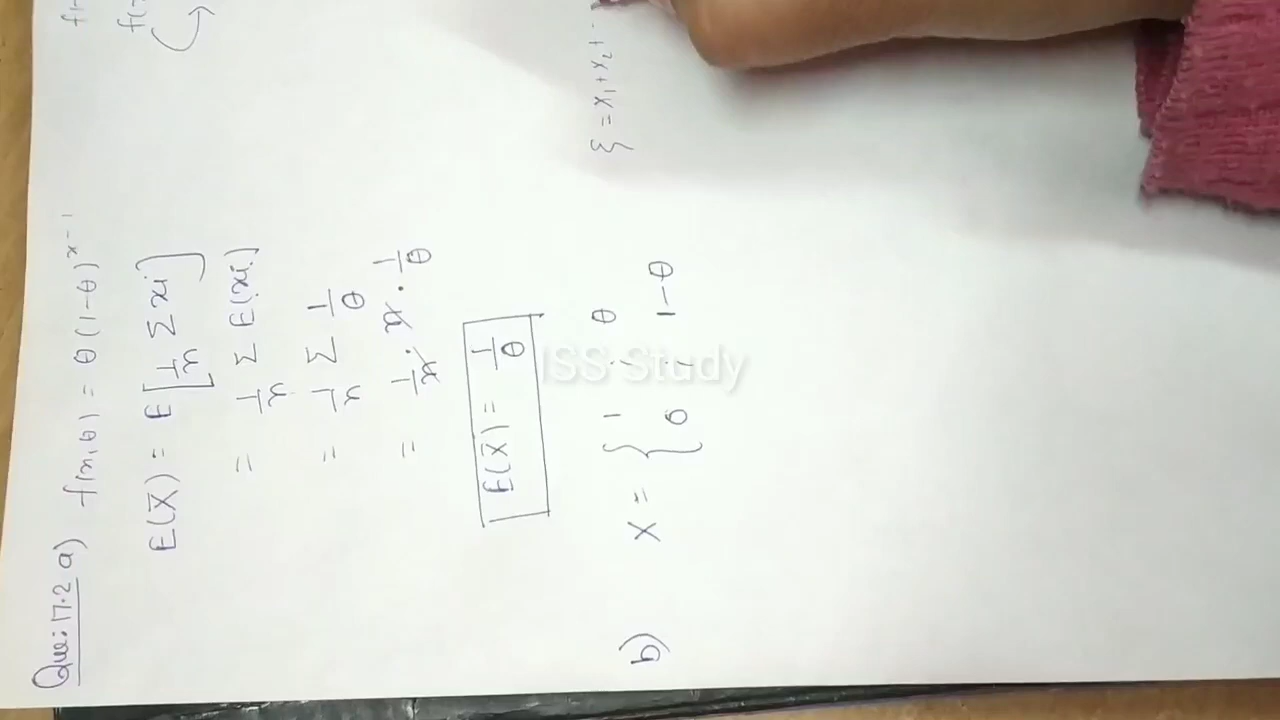 Que: 17.2 a) f(x, θ) = θ(1-θ)^{x-1}
E(X̄) = E[1/n Σ xi]
= 1/n Σ E(xi)
= 1/n Σ 1/θ
= 1/n . n . 1/θ
E(X̄) = 1/θ
b) X = { 1 , θ
0 , 1-θ
ξ = x₁ + x₂ +
ISS Study